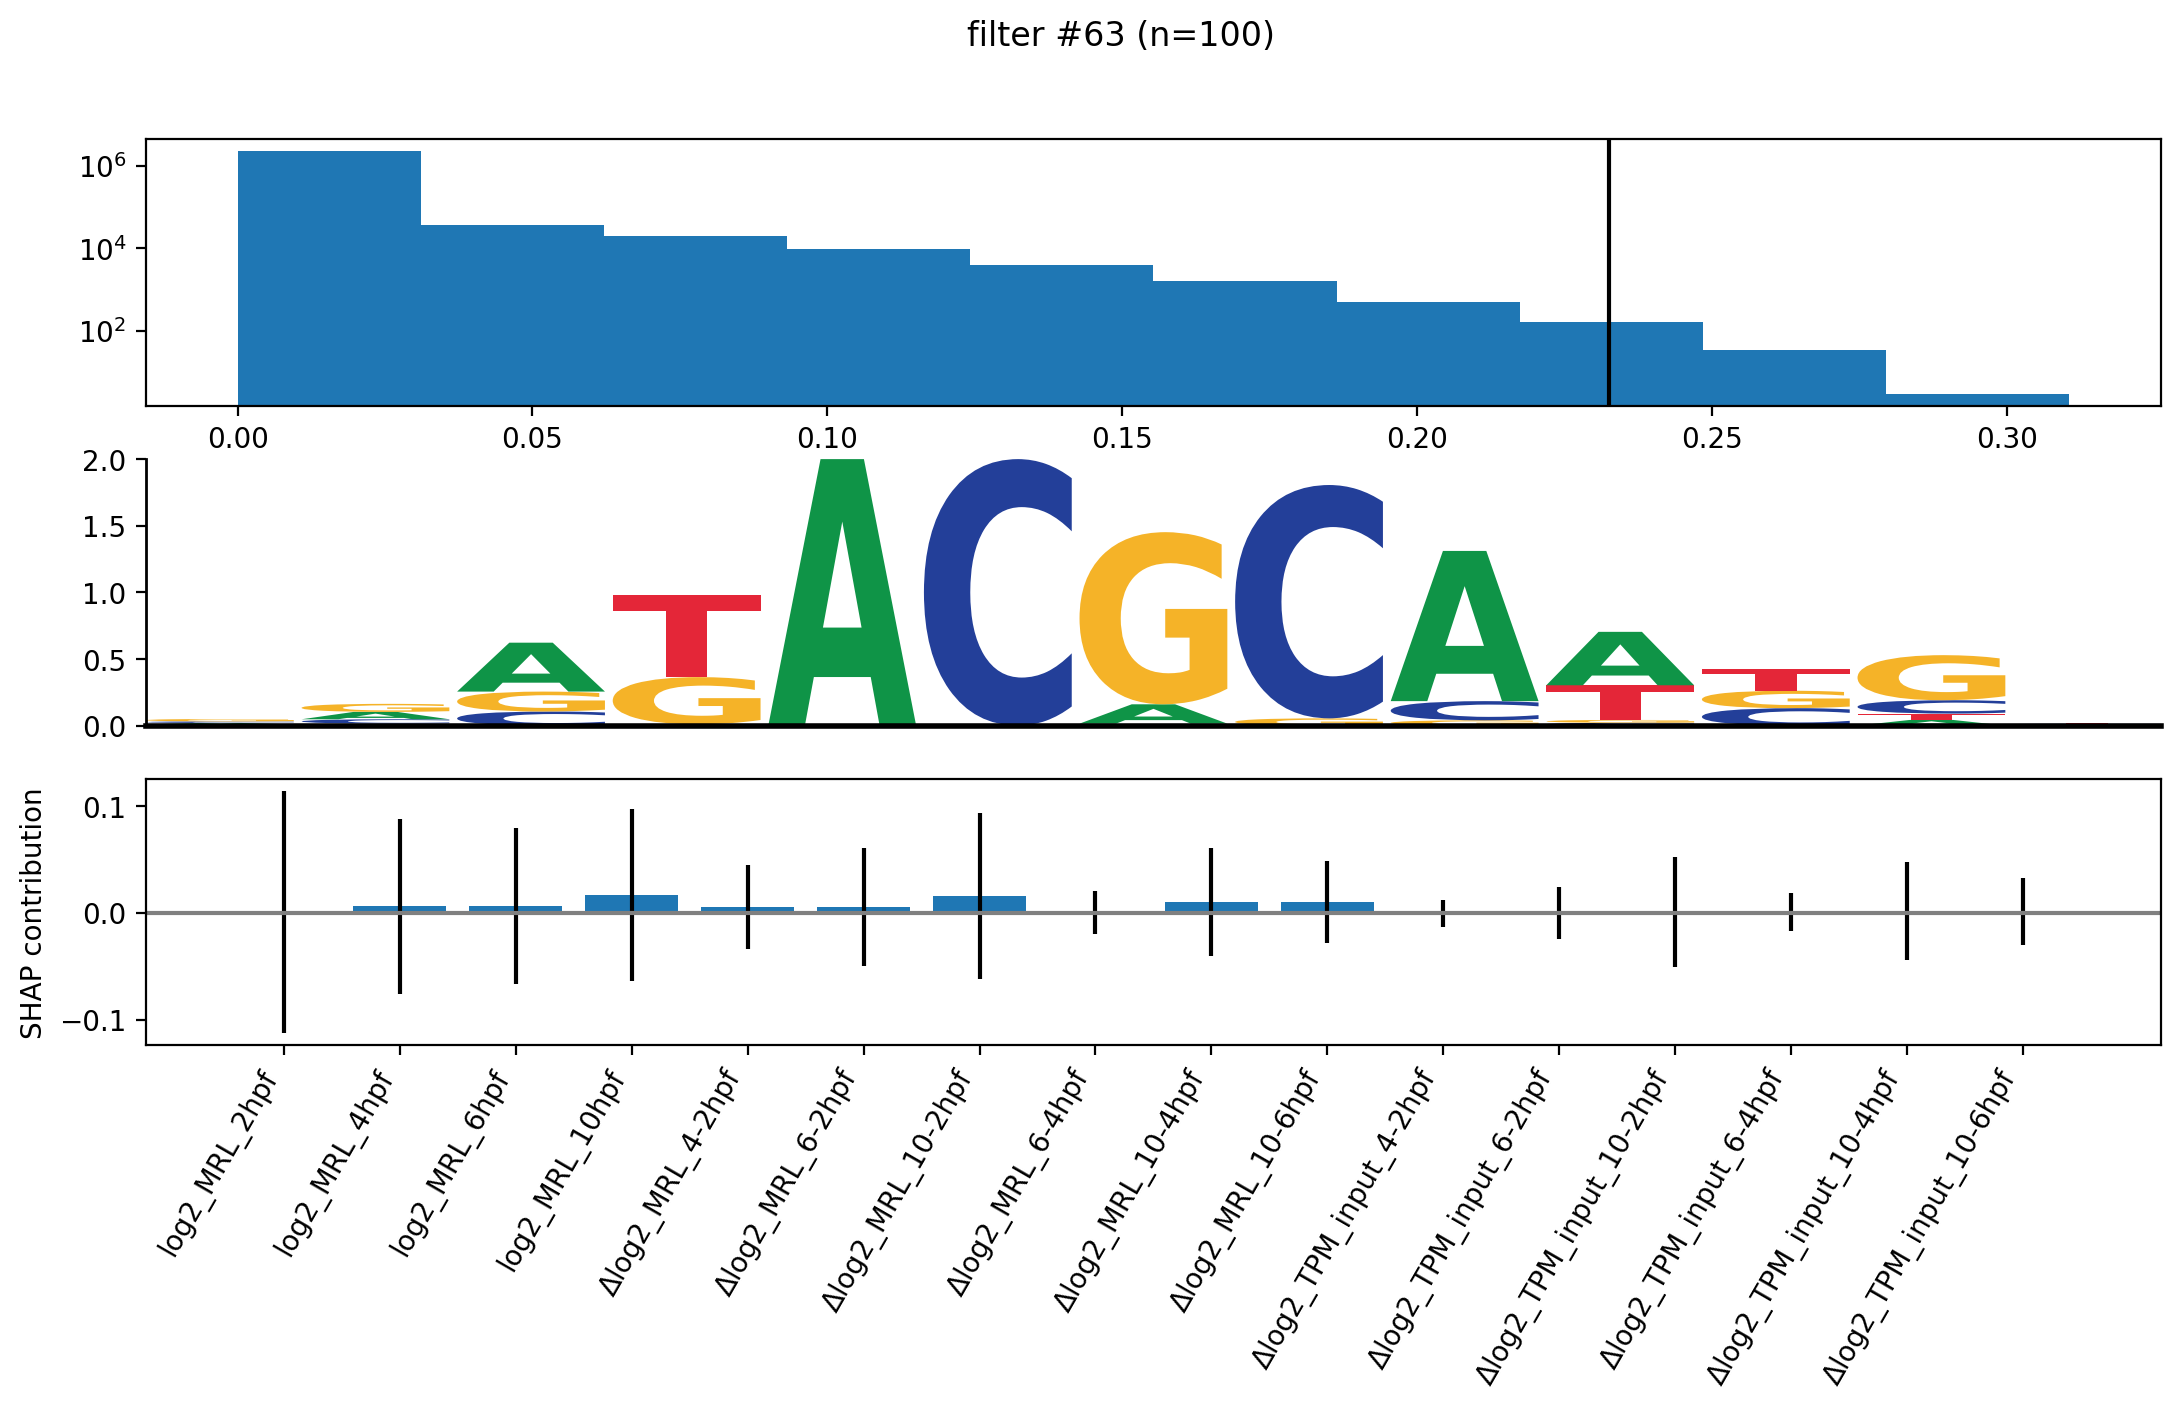 filter #63 (n=100)
10^6
10^4
10^2
0.00 0.05 0.10 0.15 0.20 0.25 0.30
2.0
1.5
1.0
0.5
0.0
SHAP contribution
0.1
0.0
−0.1
log2_MRL_2hpf
log2_MRL_4hpf
log2_MRL_6hpf
log2_MRL_10hpf
Δlog2_MRL_4-2hpf
Δlog2_MRL_6-2hpf
Δlog2_MRL_10-2hpf
Δlog2_MRL_6-4hpf
Δlog2_MRL_10-4hpf
Δlog2_MRL_10-6hpf
Δlog2_TPM_input_4-2hpf
Δlog2_TPM_input_6-2hpf
Δlog2_TPM_input_10-2hpf
Δlog2_TPM_input_6-4hpf
Δlog2_TPM_input_10-4hpf
Δlog2_TPM_input_10-6hpf